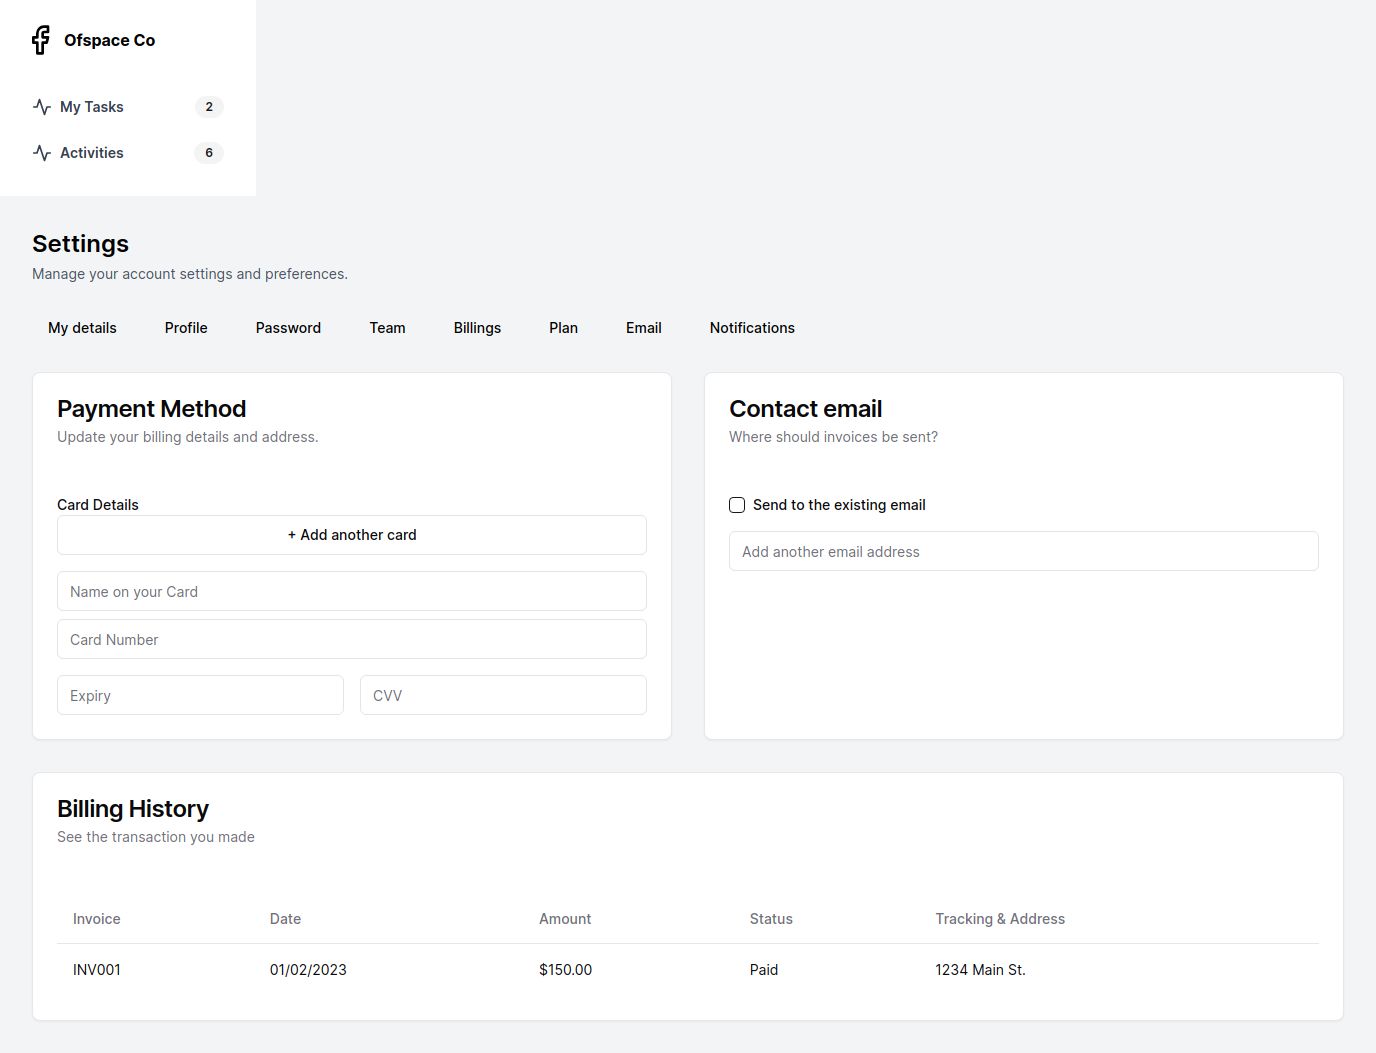 Ofspace Co
My Tasks 2
Activities 6
Settings
Manage your account settings and preferences.
My details Profile Password Team Billings Plan Email Notifications
Payment Method
Update your billing details and address.
Card Details
+ Add another card
Name on your Card
Card Number
Expiry CVV
Contact email
Where should invoices be sent?
Send to the existing email
Add another email address
Billing History
See the transaction you made
Invoice Date Amount Status Tracking & Address
INV001 01/02/2023 $150.00 Paid 1234 Main St.